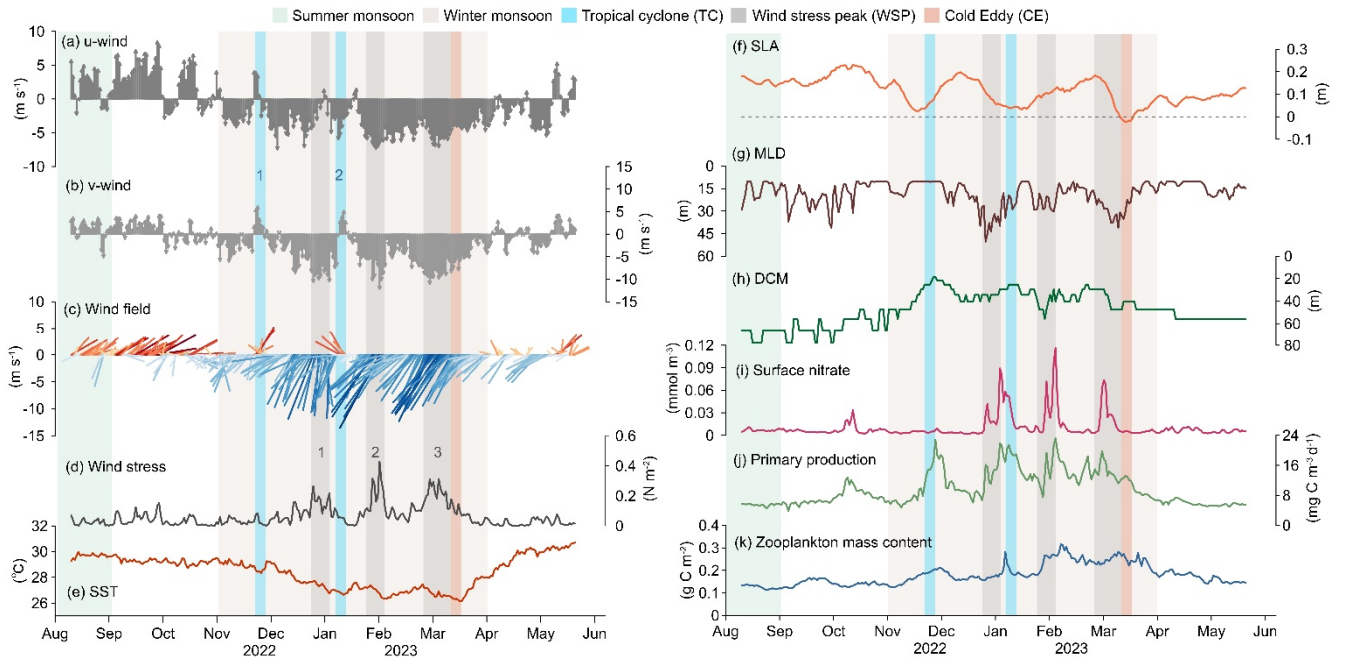 Summer monsoon Winter monsoon Tropical cyclone (TC) Wind stress peak (WSP) Cold Eddy (CE)
(a) u-wind
10
5
0
-5
-10
(m s⁻¹)
(b) v-wind
1 2
15
10
5
0
-5
-10
-15
(m s⁻¹)
(c) Wind field
10
5
0
-5
-10
-15
(m s⁻¹)
(d) Wind stress
1 2 3
0.6
0.4
0.2
0
(N m⁻²)
(e) SST
32
30
28
26
(°C)
Aug Sep Oct Nov Dec Jan Feb Mar Apr May Jun
2022 2023
(f) SLA
0.3
0.2
0.1
0
-0.1
(m)
(g) MLD
0
15
30
45
60
(m)
(h) DCM
0
20
40
60
80
(m)
(i) Surface nitrate
0.12
0.09
0.06
0.03
0
(mmol m⁻³)
(j) Primary production
24
16
8
0
(mg C m⁻³ d⁻¹)
(k) Zooplankton mass content
0.4
0.3
0.2
0.1
0
(g C m⁻²)
Aug Sep Oct Nov Dec Jan Feb Mar Apr May Jun
2022 2023